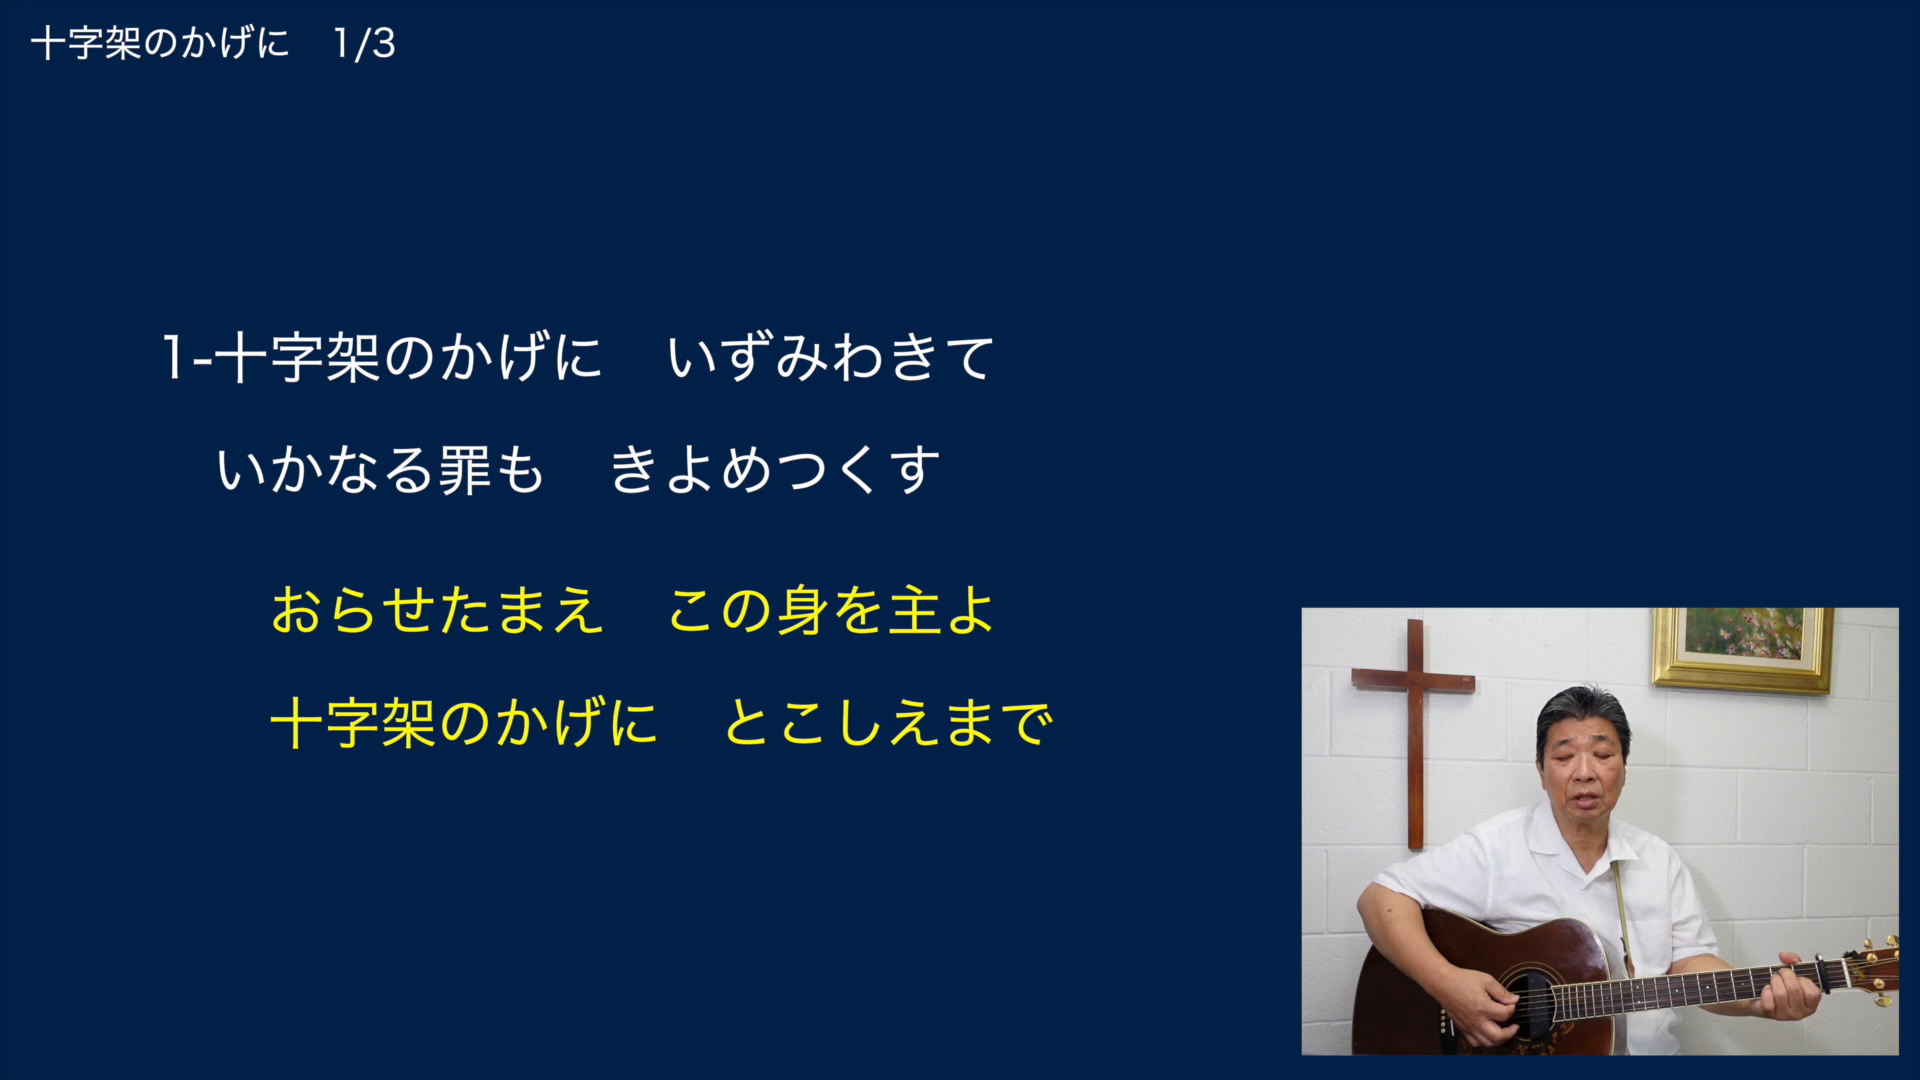 十字架のかげに　1/3
1-十字架のかげに　いずみわきて
いかなる罪も　きよめつくす
おらせたまえ　この身を主よ
十字架のかげに　とこしえまで